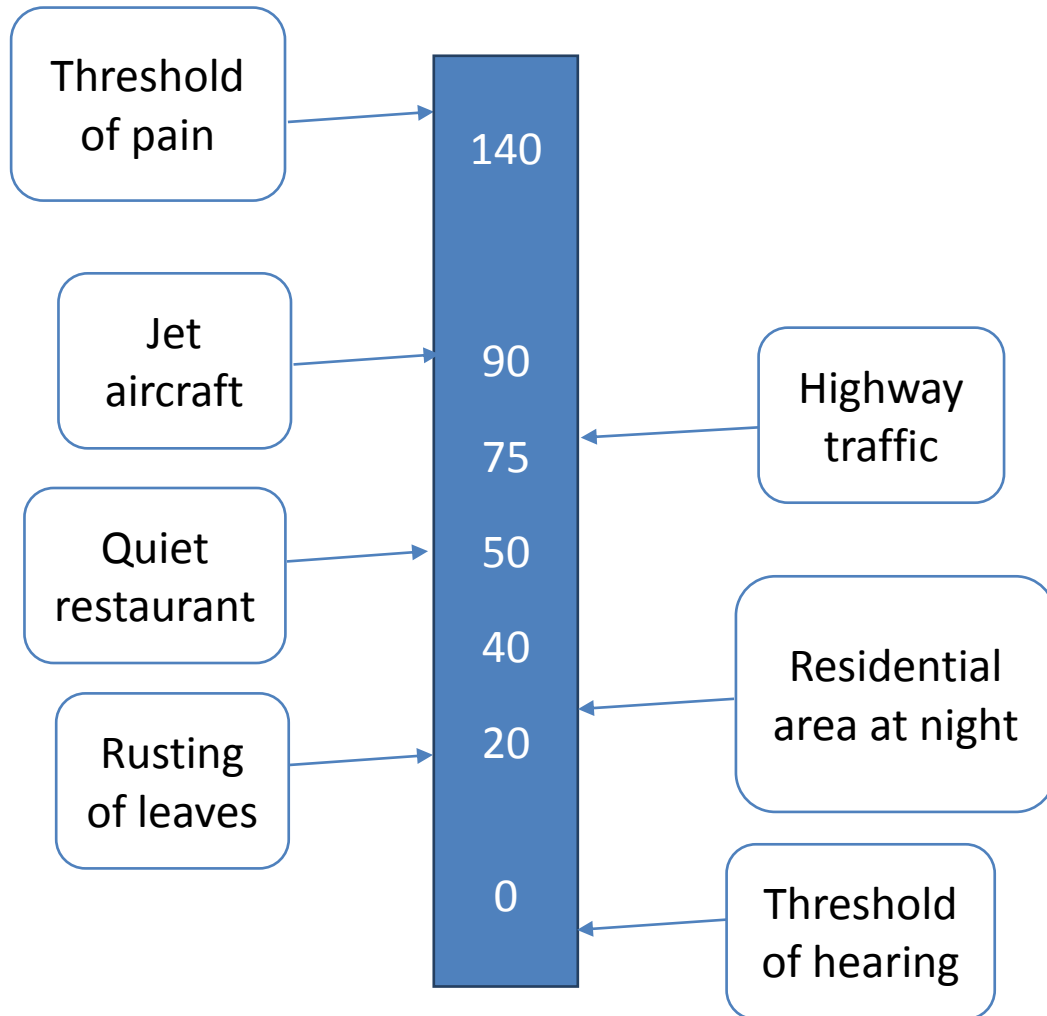 Threshold
of pain
140
Jet
aircraft
90
Highway
traffic
75
Quiet
restaurant
50
40
Residential
area at night
Rusting
of leaves
20
0
Threshold
of hearing